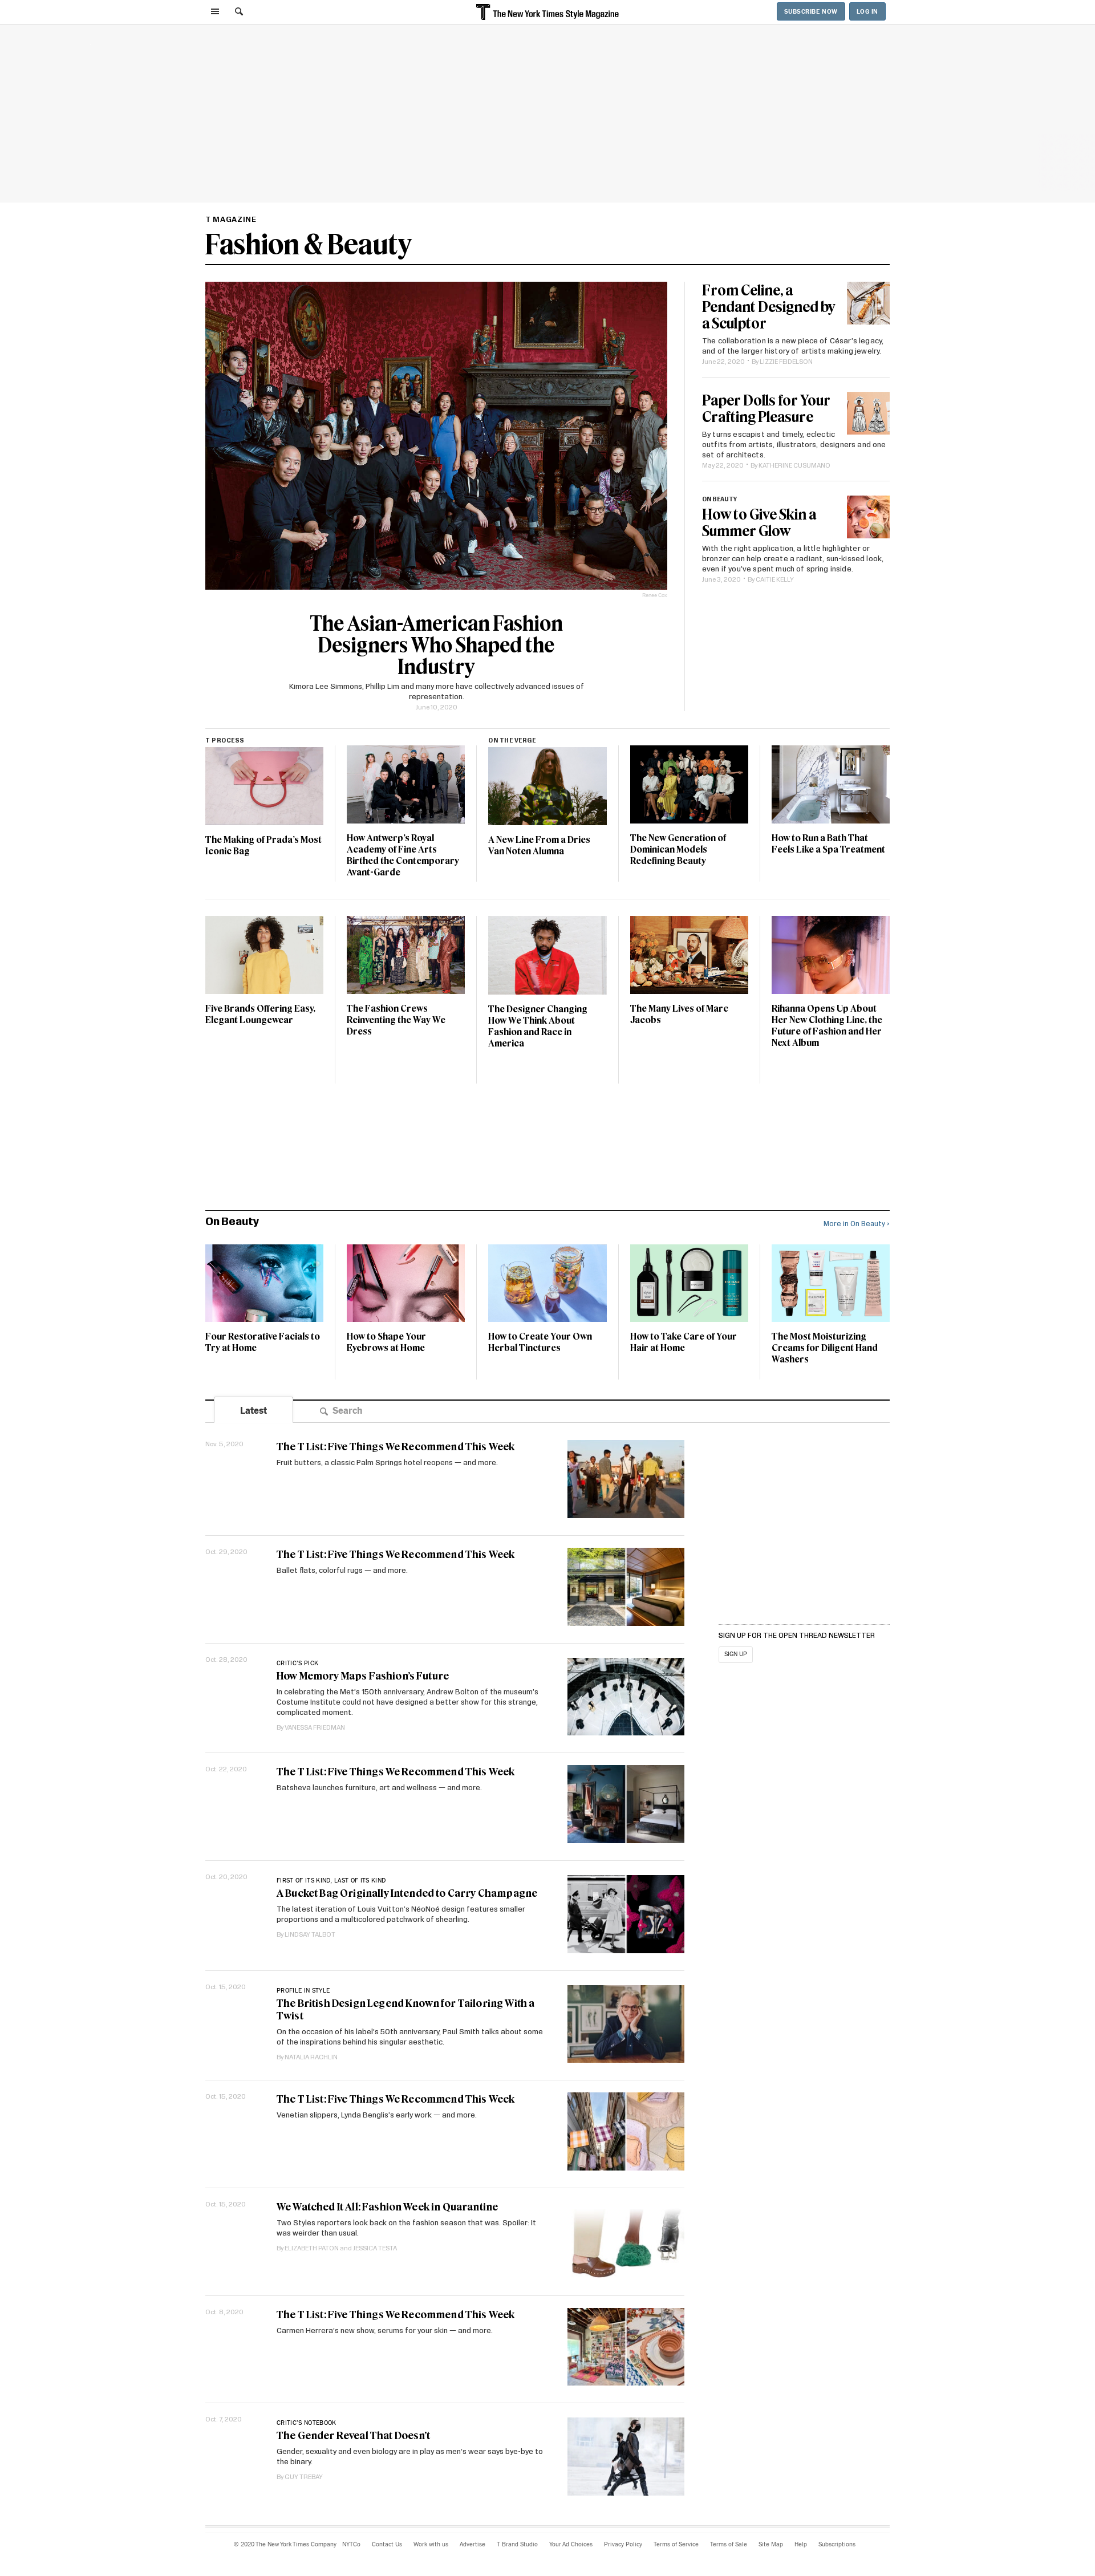 The New York Times Style Magazine
SUBSCRIBE NOW
LOG IN
T MAGAZINE
Fashion & Beauty
The Asian-American Fashion
Designers Who Shaped the
Industry
Kimora Lee Simmons, Phillip Lim and many more have collectively advanced issues of
representation.
June 10, 2020
From Celine, a
Pendant Designed by
a Sculptor
The collaboration is a new piece of César's legacy,
and of the larger history of artists making jewelry.
June 22, 2020 • By LIZZIE FEIDELSON
Paper Dolls for Your
Crafting Pleasure
By turns escapist and timely, eclectic
outfits from artists, illustrators, designers and one
set of architects.
May 22, 2020 • By KATHERINE CUSUMANO
ON BEAUTY
How to Give Skin a
Summer Glow
With the right application, a little highlighter or
bronzer can help create a radiant, sun-kissed look,
even if you've spent much of spring inside.
June 3, 2020 • By CAITIE KELLY
T PROCESS
The Making of Prada's Most
Iconic Bag
How Antwerp's Royal
Academy of Fine Arts
Birthed the Contemporary
Avant-Garde
ON THE VERGE
A New Line From a Dries
Van Noten Alumna
The New Generation of
Dominican Models
Redefining Beauty
How to Run a Bath That
Feels Like a Spa Treatment
Five Brands Offering Easy,
Elegant Loungewear
The Fashion Crews
Reinventing the Way We
Dress
The Designer Changing
How We Think About
Fashion and Race in
America
The Many Lives of Marc
Jacobs
Rihanna Opens Up About
Her New Clothing Line, the
Future of Fashion and Her
Next Album
On Beauty
More in On Beauty ›
Four Restorative Facials to
Try at Home
How to Shape Your
Eyebrows at Home
How to Create Your Own
Herbal Tinctures
How to Take Care of Your
Hair at Home
The Most Moisturizing
Creams for Diligent Hand
Washers
Latest
Search
Nov. 5, 2020
The T List: Five Things We Recommend This Week
Fruit butters, a classic Palm Springs hotel reopens — and more.
Oct. 29, 2020
The T List: Five Things We Recommend This Week
Ballet flats, colorful rugs — and more.
SIGN UP FOR THE OPEN THREAD NEWSLETTER
SIGN UP
Oct. 28, 2020
CRITIC'S PICK
How Memory Maps Fashion's Future
In celebrating the Met's 150th anniversary, Andrew Bolton of the museum's
Costume Institute could not have designed a better show for this strange,
complicated moment.
By VANESSA FRIEDMAN
Oct. 22, 2020
The T List: Five Things We Recommend This Week
Batsheva launches furniture, art and wellness — and more.
Oct. 20, 2020
FIRST OF ITS KIND, LAST OF ITS KIND
A Bucket Bag Originally Intended to Carry Champagne
The latest iteration of Louis Vuitton's NéoNoé design features smaller
proportions and a multicolored patchwork of shearling.
By LINDSAY TALBOT
Oct. 15, 2020
PROFILE IN STYLE
The British Design Legend Known for Tailoring With a
Twist
On the occasion of his label's 50th anniversary, Paul Smith talks about some
of the inspirations behind his singular aesthetic.
By NATALIA RACHLIN
Oct. 15, 2020
The T List: Five Things We Recommend This Week
Venetian slippers, Lynda Benglis's early work — and more.
Oct. 15, 2020
We Watched It All: Fashion Week in Quarantine
Two Styles reporters look back on the fashion season that was. Spoiler: It
was weirder than usual.
By ELIZABETH PATON and JESSICA TESTA
Oct. 8, 2020
The T List: Five Things We Recommend This Week
Carmen Herrera's new show, serums for your skin — and more.
Oct. 7, 2020
CRITIC'S NOTEBOOK
The Gender Reveal That Doesn't
Gender, sexuality and even biology are in play as men's wear says bye-bye to
the binary.
By GUY TREBAY
© 2020 The New York Times Company NYTCo Contact Us Work with us Advertise T Brand Studio Your Ad Choices Privacy Policy Terms of Service Terms of Sale Site Map Help Subscriptions